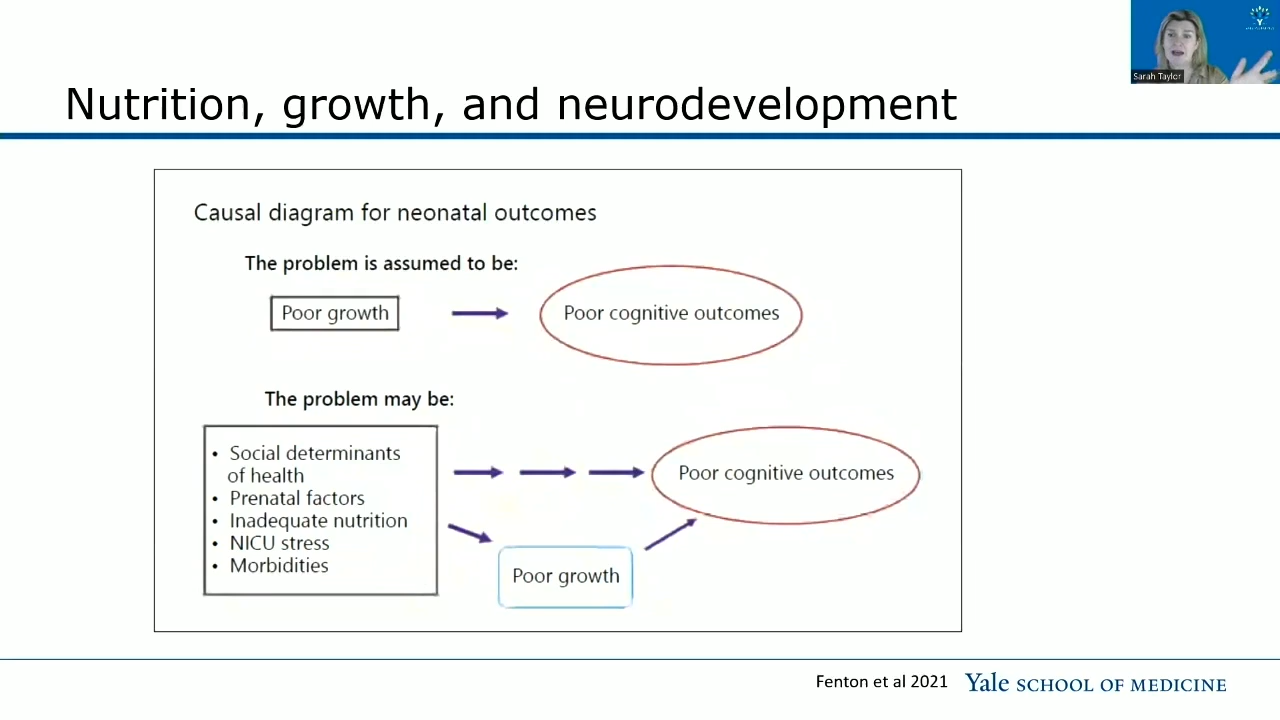 Sarah Taylor
Nutrition, growth, and neurodevelopment
Causal diagram for neonatal outcomes
The problem is assumed to be:
Poor growth
Poor cognitive outcomes
The problem may be:
• Social determinants
of health
• Prenatal factors
• Inadequate nutrition
• NICU stress
• Morbidities
Poor cognitive outcomes
Poor growth
Fenton et al 2021
Yale SCHOOL OF MEDICINE